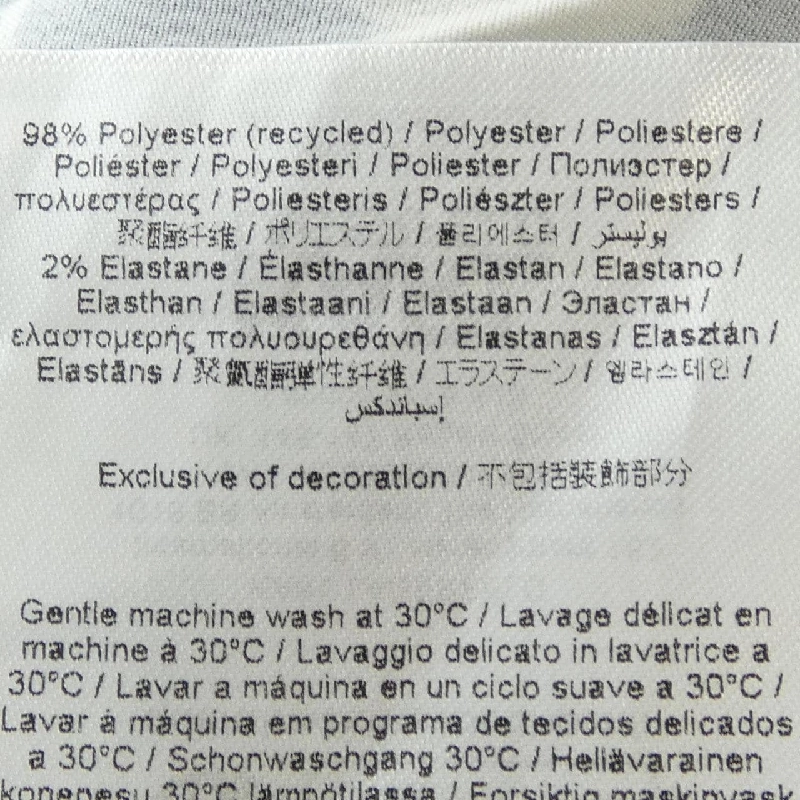 98% Polyester (recycled) / Polyester / Poliestere /
Poliéster / Polyesteri / Poliester / Полиэстер /
πολυεστέρας / Poliesteris / Poliészter / Poliesters /
聚酯纤维 / ポリエステル / 폴리에스터 / بوليستر
2% Elastane / Élasthanne / Elastan / Elastano /
Elasthan / Elastaani / Elastaan / Эластан /
ελαστομερής πολυουρεθάνη / Elastanas / Elasztán /
Elastāns / 聚氨酯弹性纤维 / エラステーン / 엘라스테인 /
إسباندكس
Exclusive of decoration / 不包括裝飾部分
Gentle machine wash at 30°C / Lavage délicat en
machine à 30°C / Lavaggio delicato in lavatrice a
30°C / Lavar a máquina en un ciclo suave a 30°C /
Lavar à máquina em programa de tecidos delicados
a 30°C / Schonwaschgang 30°C / Hellävarainen
konepesu 30°C lämpötilassa / Försiktig maskinvask